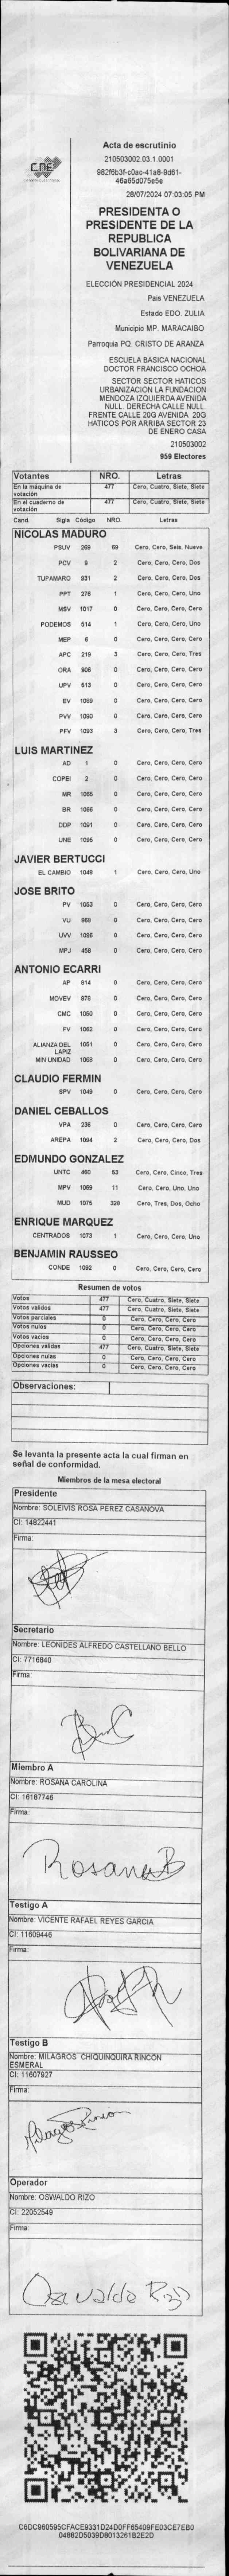 CNE
Acta de escrutinio
210503002.03.1.0001
982f6b3f-c0ac-41a8-9d61-
46a65d075e5e
28/07/2024 07:03:05 PM
PRESIDENTA O
PRESIDENTE DE LA
REPUBLICA
BOLIVARIANA DE
VENEZUELA
ELECCIÓN PRESIDENCIAL 2024
País VENEZUELA
Estado EDO. ZULIA
Municipio MP. MARACAIBO
Parroquia PQ. CRISTO DE ARANZA
ESCUELA BASICA NACIONAL
DOCTOR FRANCISCO OCHOA
SECTOR SECTOR HATICOS
URBANIZACION LA FUNDACION
MENDOZA IZQUIERDA AVENIDA
NULL. DERECHA CALLE NULL.
FRENTE CALLE 20G AVENIDA 20G
HATICOS POR ARRIBA SECTOR 23
DE ENERO CASA
210503002
959 Electores
Votantes NRO. Letras
En la máquina de votación 477 Cero, Cuatro, Siete, Siete
En el cuaderno de votación 477 Cero, Cuatro, Siete, Siete
Cand. Sigla Código NRO. Letras
NICOLAS MADURO
PSUV 269 69 Cero, Cero, Seis, Nueve
PCV 9 2 Cero, Cero, Cero, Dos
TUPAMARO 931 2 Cero, Cero, Cero, Dos
PPT 276 1 Cero, Cero, Cero, Uno
MSV 1017 0 Cero, Cero, Cero, Cero
PODEMOS 514 1 Cero, Cero, Cero, Uno
MEP 6 0 Cero, Cero, Cero, Cero
APC 219 3 Cero, Cero, Cero, Tres
ORA 906 0 Cero, Cero, Cero, Cero
UPV 513 0 Cero, Cero, Cero, Cero
EV 1089 0 Cero, Cero, Cero, Cero
PVV 1090 0 Cero, Cero, Cero, Cero
PFV 1093 3 Cero, Cero, Cero, Tres
LUIS MARTINEZ
AD 1 0 Cero, Cero, Cero, Cero
COPEI 2 0 Cero, Cero, Cero, Cero
MR 1065 0 Cero, Cero, Cero, Cero
BR 1066 0 Cero, Cero, Cero, Cero
DDP 1091 0 Cero, Cero, Cero, Cero
UNE 1095 0 Cero, Cero, Cero, Cero
JAVIER BERTUCCI
EL CAMBIO 1048 1 Cero, Cero, Cero, Uno
JOSE BRITO
PV 1053 0 Cero, Cero, Cero, Cero
VU 869 0 Cero, Cero, Cero, Cero
UVV 1096 0 Cero, Cero, Cero, Cero
MPJ 458 0 Cero, Cero, Cero, Cero
ANTONIO ECARRI
AP 914 0 Cero, Cero, Cero, Cero
MOVEV 978 0 Cero, Cero, Cero, Cero
CMC 1050 0 Cero, Cero, Cero, Cero
FV 1062 0 Cero, Cero, Cero, Cero
ALIANZA DEL LAPIZ 1051 0 Cero, Cero, Cero, Cero
MIN UNIDAD 1058 0 Cero, Cero, Cero, Cero
CLAUDIO FERMIN
SPV 1049 0 Cero, Cero, Cero, Cero
DANIEL CEBALLOS
VPA 236 0 Cero, Cero, Cero, Cero
AREPA 1094 2 Cero, Cero, Cero, Dos
EDMUNDO GONZALEZ
UNTC 460 53 Cero, Cero, Cinco, Tres
MPV 1069 11 Cero, Cero, Uno, Uno
MUD 1075 328 Cero, Tres, Dos, Ocho
ENRIQUE MARQUEZ
CENTRADOS 1073 1 Cero, Cero, Cero, Uno
BENJAMIN RAUSSEO
CONDE 1092 0 Cero, Cero, Cero, Cero
Resumen de votos
Votos 477 Cero, Cuatro, Siete, Siete
Votos validos 477 Cero, Cuatro, Siete, Siete
Votos parciales 0 Cero, Cero, Cero, Cero
Votos nulos 0 Cero, Cero, Cero, Cero
Votos vacios 0 Cero, Cero, Cero, Cero
Opciones validas 477 Cero, Cuatro, Siete, Siete
Opciones nulas 0 Cero, Cero, Cero, Cero
Opciones vacias 0 Cero, Cero, Cero, Cero
Observaciones:
Se levanta la presente acta la cual firman en
señal de conformidad.
Miembros de la mesa electoral
Presidente
Nombre: SOLEIVIS ROSA PEREZ CASANOVA
CI: 14822441
Firma:
Secretario
Nombre: LEONIDES ALFREDO CASTELLANO BELLO
CI: 7716840
Firma:
Miembro A
Nombre: ROSANA CAROLINA
CI: 16187746
Firma:
RosanaB
Testigo A
Nombre: VICENTE RAFAEL REYES GARCIA
CI: 11609446
Firma:
Testigo B
Nombre: MILAGROS CHIQUINQUIRA RINCON
ESMERAL
CI: 11607927
Firma:
Milagros Rincon
Operador
Nombre: OSWALDO RIZO
CI: 22052549
Firma:
Osvaldo Rizo
C6DC960595CFACE9331D24D0FF65409FE03CE7EB0
04882D5039D8013261B2E2D